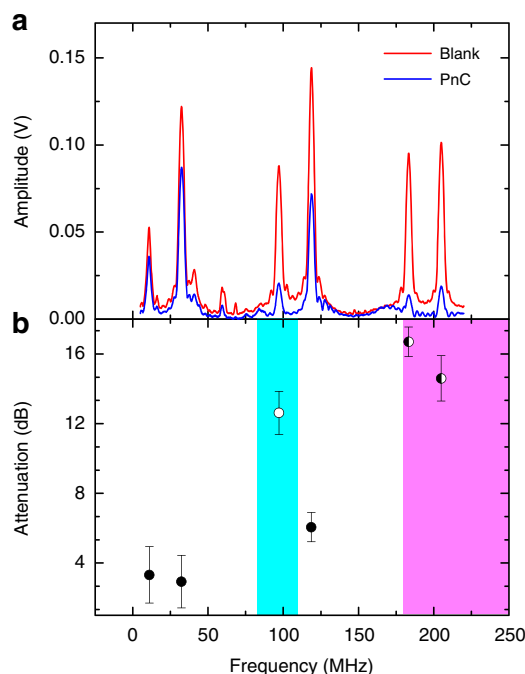 a
Blank
PnC
0.15
0.10
0.05
0.00
Amplitude (V)
b
16
12
8
4
Attenuation (dB)
0 50 100 150 200 250
Frequency (MHz)